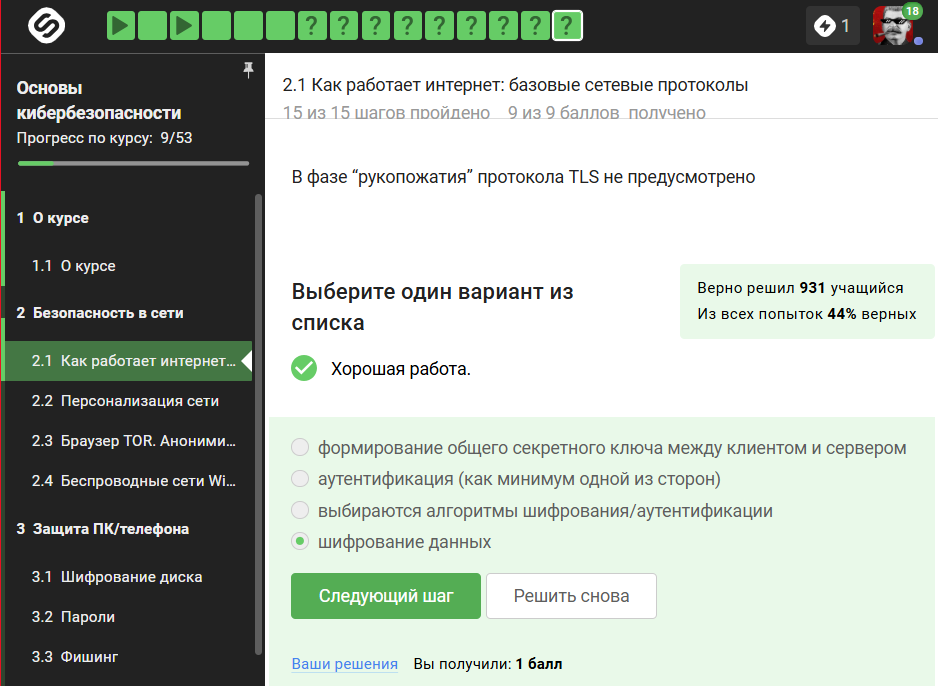 ? ? ? ? ? ? ? ? ?
1
18
Основы
кибербезопасности
Прогресс по курсу: 9/53
1 О курсе
1.1 О курсе
2 Безопасность в сети
2.1 Как работает интернет...
2.2 Персонализация сети
2.3 Браузер TOR. Аноними...
2.4 Беспроводные сети Wi...
3 Защита ПК/телефона
3.1 Шифрование диска
3.2 Пароли
3.3 Фишинг
2.1 Как работает интернет: базовые сетевые протоколы
15 из 15 шагов пройдено 9 из 9 баллов получено
В фазе “рукопожатия” протокола TLS не предусмотрено
Выберите один вариант из
списка
Верно решил 931 учащийся
Из всех попыток 44% верных
Хорошая работа.
формирование общего секретного ключа между клиентом и сервером
аутентификация (как минимум одной из сторон)
выбираются алгоритмы шифрования/аутентификации
шифрование данных
Следующий шаг
Решить снова
Ваши решения Вы получили: 1 балл